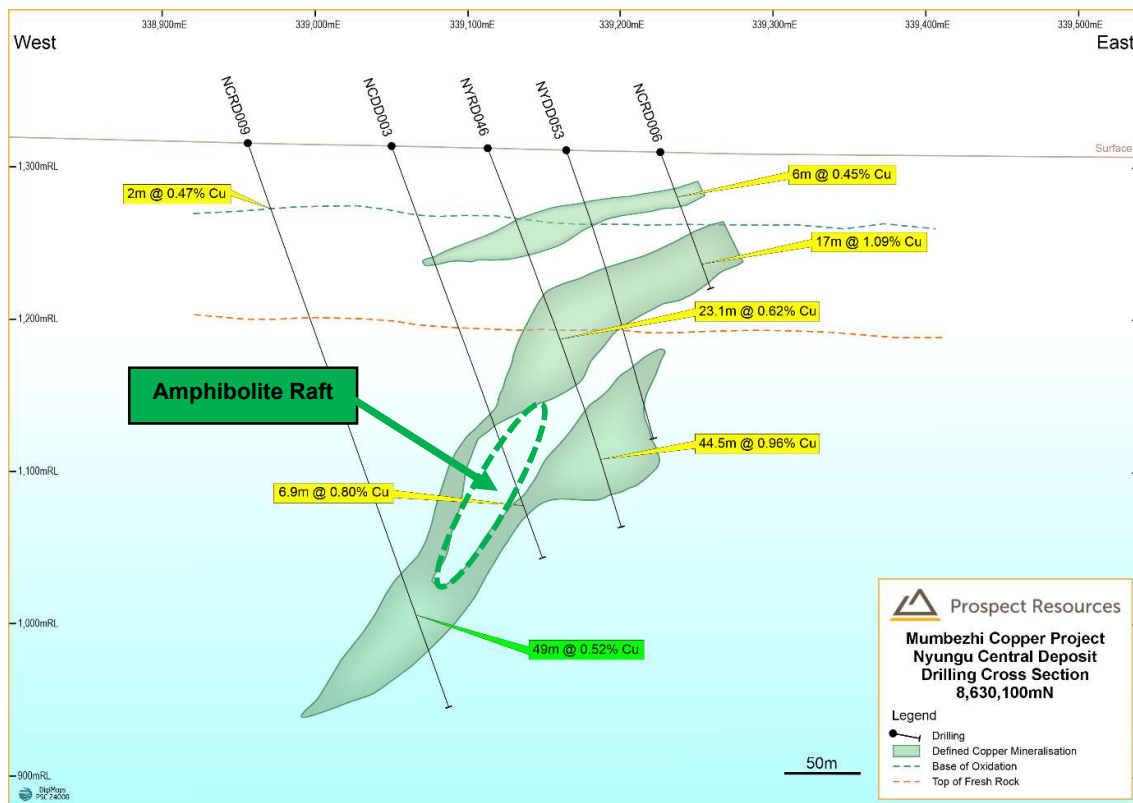 338,900mE
339,000mE
339,100mE
339,200mE
339,300mE
339,400mE
339,500mE
West
East
NCRD009
NCDD003
NYRD046
NYDD053
NCRD006
Surface
1,300mRL
2m @ 0.47% Cu
6m @ 0.45% Cu
17m @ 1.09% Cu
1,200mRL
23.1m @ 0.62% Cu
Amphibolite Raft
44.5m @ 0.96% Cu
1,100mRL
6.9m @ 0.80% Cu
1,000mRL
49m @ 0.52% Cu
Prospect Resources
Mumbezhi Copper Project
Nyungu Central Deposit
Drilling Cross Section
8,630,100mN
Legend
Drilling
Defined Copper Mineralisation
Base of Oxidation
Top of Fresh Rock
50m
900mRL
DigiMaps
PSC 24008